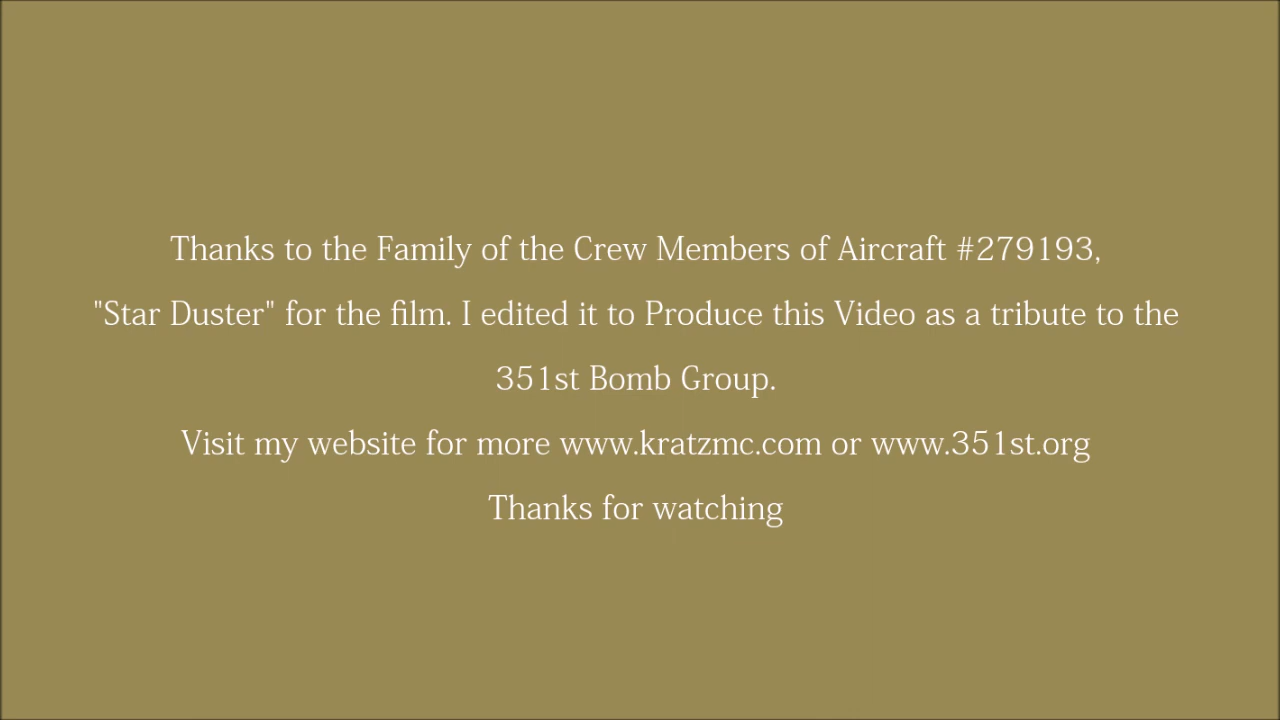 Thanks to the Family of the Crew Members of Aircraft #279193,
"Star Duster" for the film. I edited it to Produce this Video as a tribute to the
351st Bomb Group.
Visit my website for more www.kratzmc.com or www.351st.org
Thanks for watching